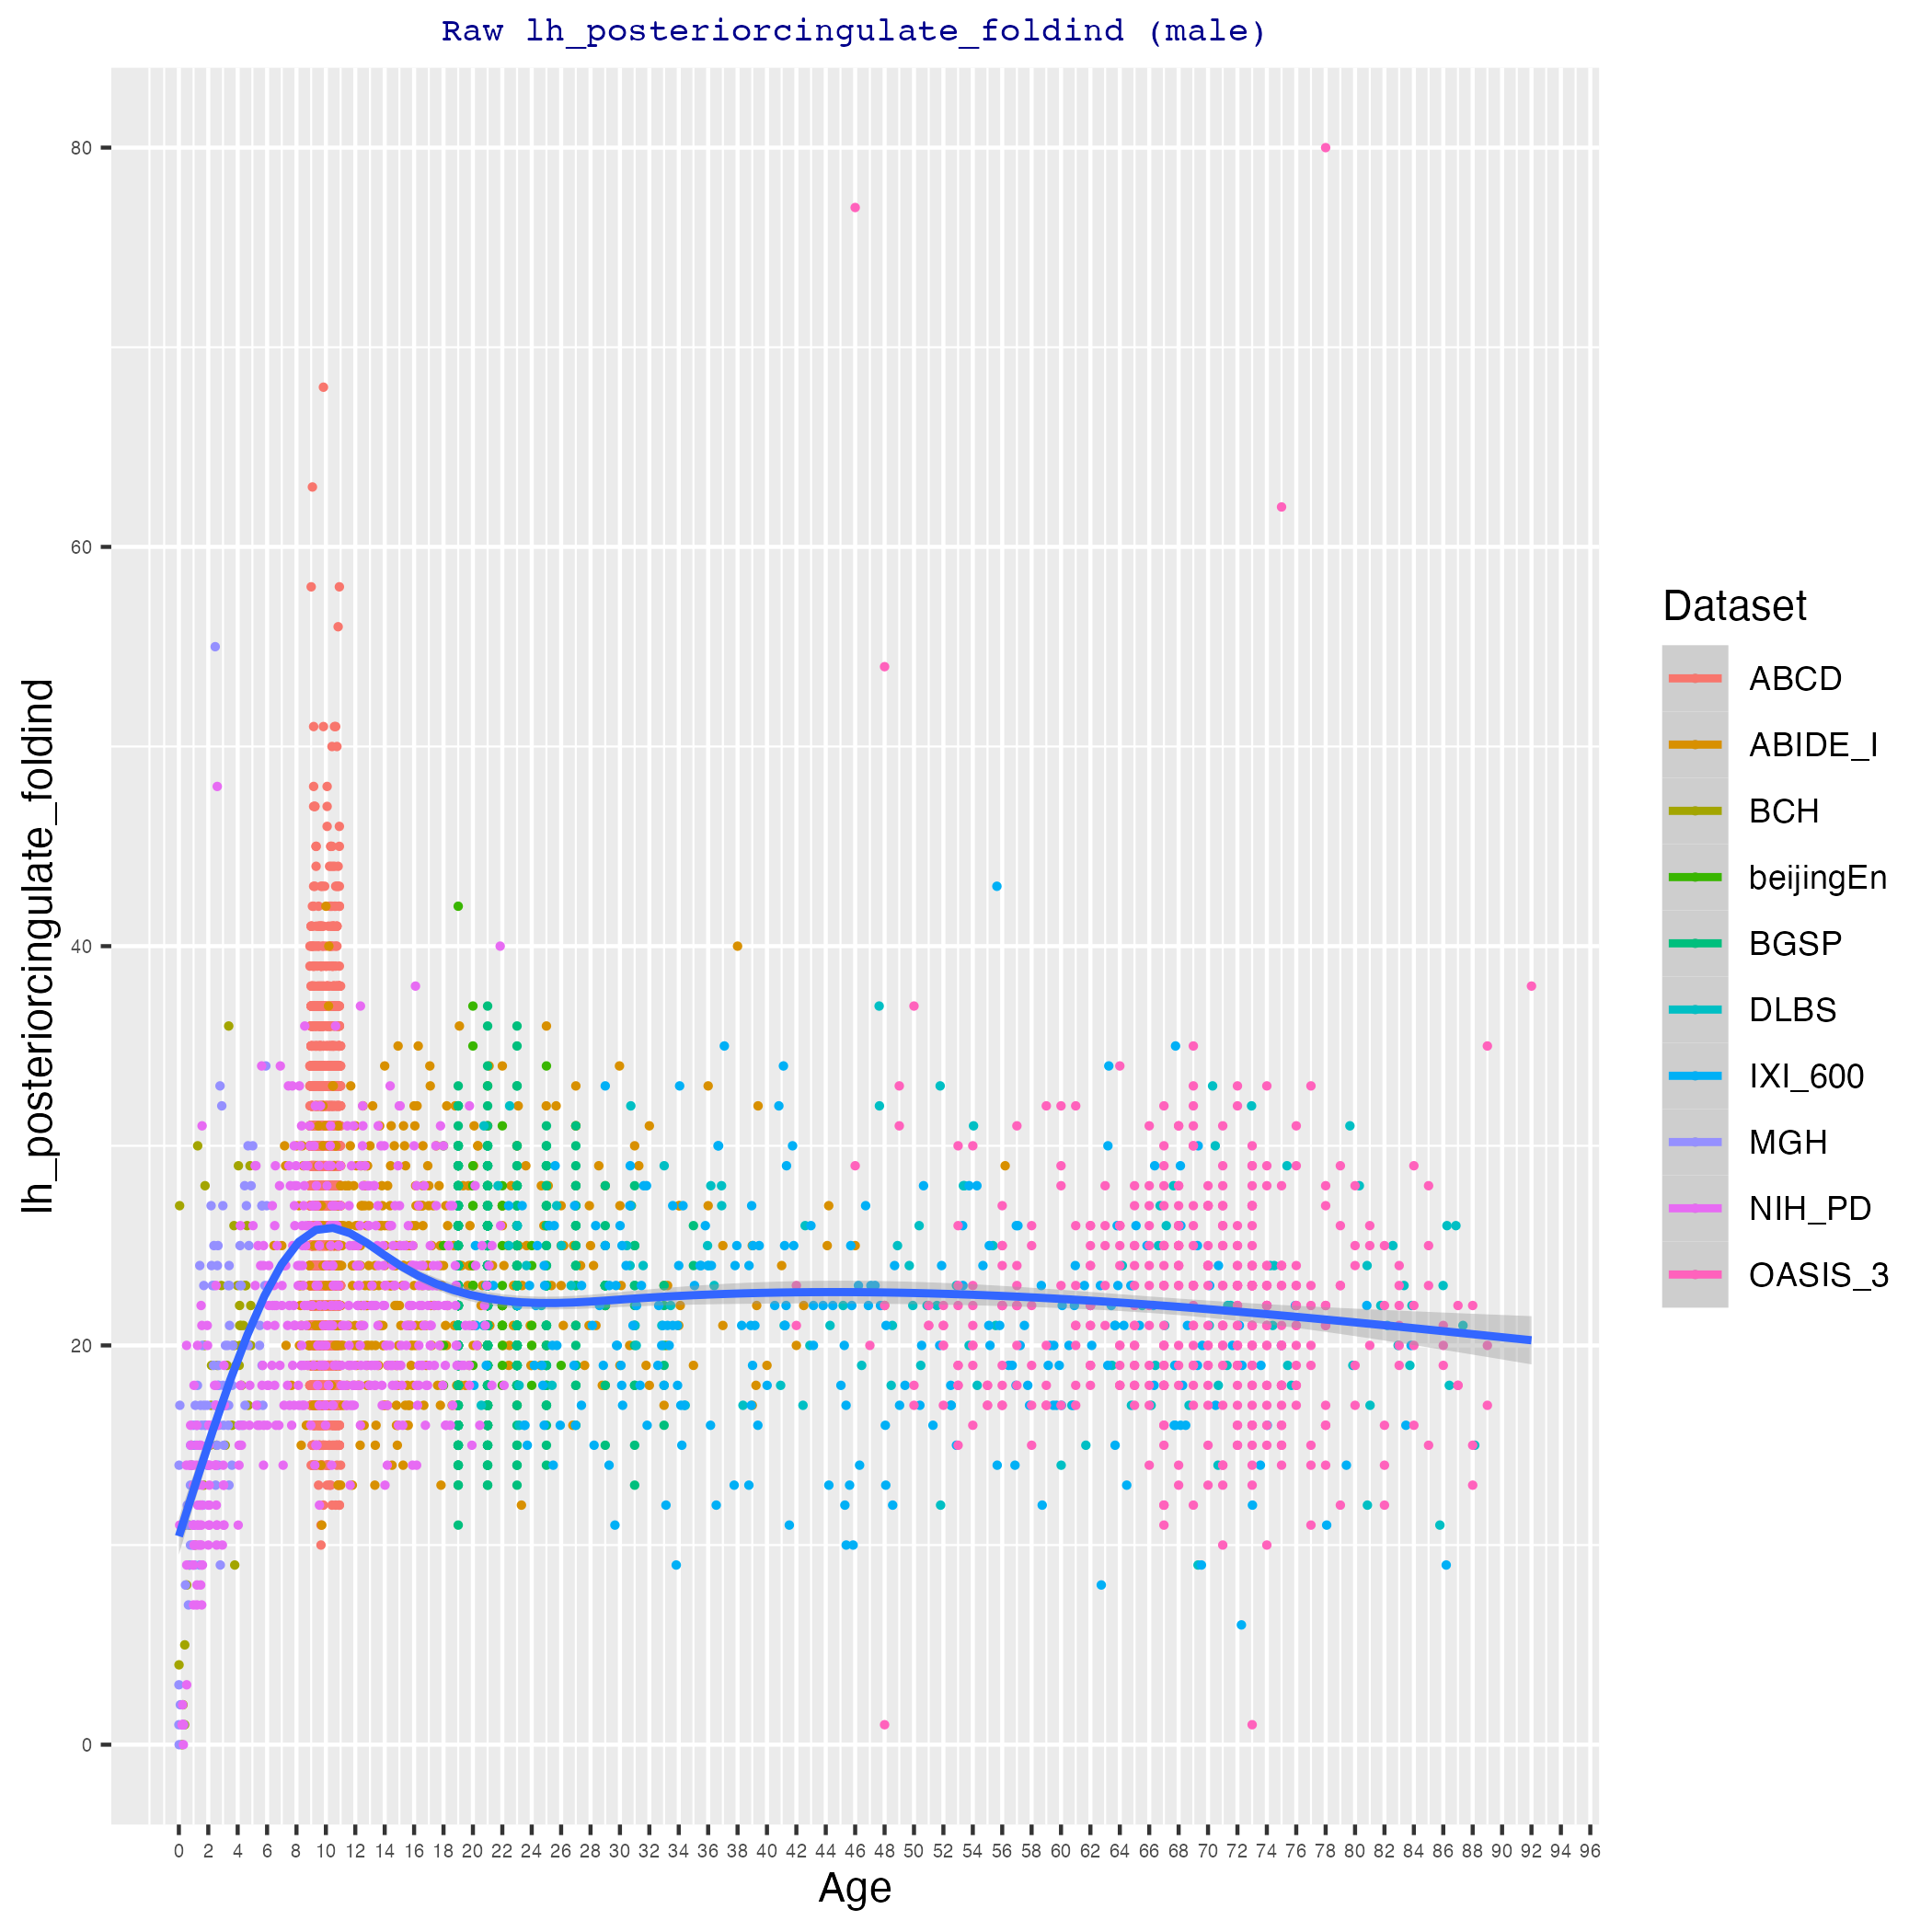 Raw lh_posteriorcingulate_foldind (male)
lh_posteriorcingulate_foldind
80
60
40
20
0
0 2 4 6 8 10 12 14 16 18 20 22 24 26 28 30 32 34 36 38 40 42 44 46 48 50 52 54 56 58 60 62 64 66 68 70 72 74 76 78 80 82 84 86 88 90 92 94 96
Age
Dataset
ABCD
ABIDE_I
BCH
beijingEn
BGSP
DLBS
IXI_600
MGH
NIH_PD
OASIS_3